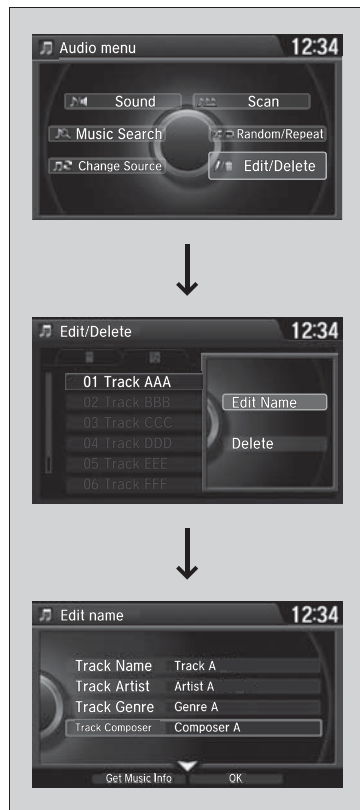 Audio menu 12:34
Sound Scan
Music Search Random/Repeat
Change Source Edit/Delete
Edit/Delete 12:34
01 Track AAA
02 Track BBB Edit Name
03 Track CCC
04 Track DDD Delete
05 Track EEE
06 Track FFF
Edit name 12:34
Track Name Track A
Track Artist Artist A
Track Genre Genre A
Track Composer Composer A
Get Music Info OK